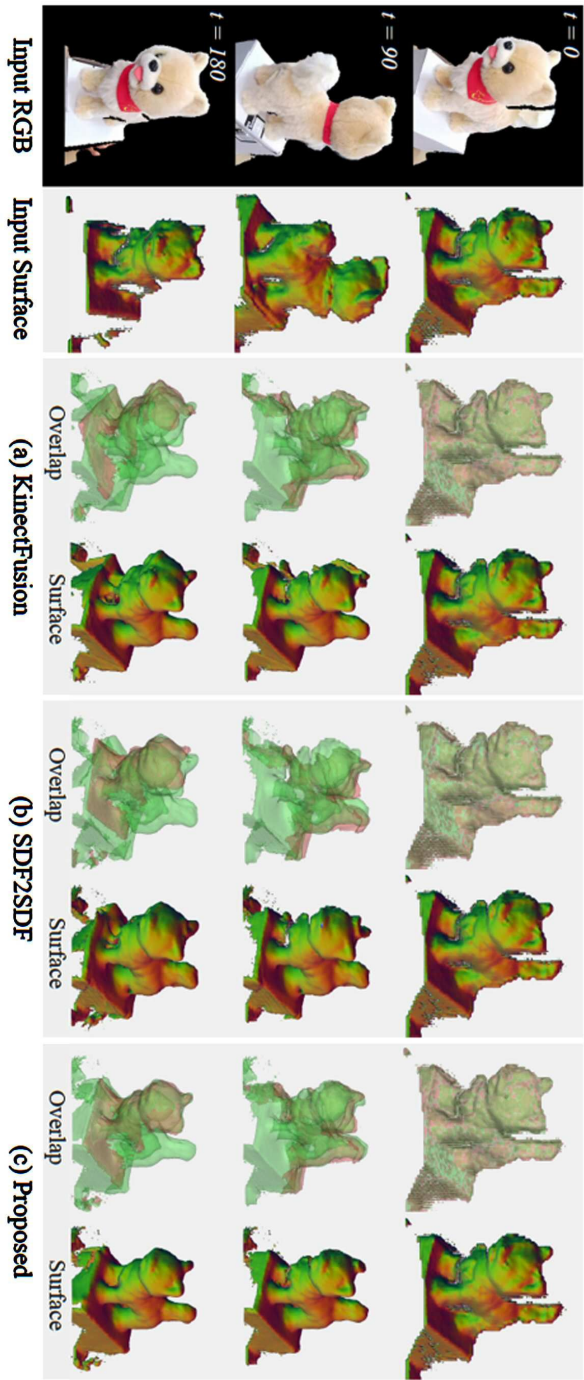 t = 0
t = 90
t = 180
Overlap Surface Overlap Surface Overlap Surface
Input RGB Input Surface (a) KinectFusion (b) SDF2SDF (c) Proposed